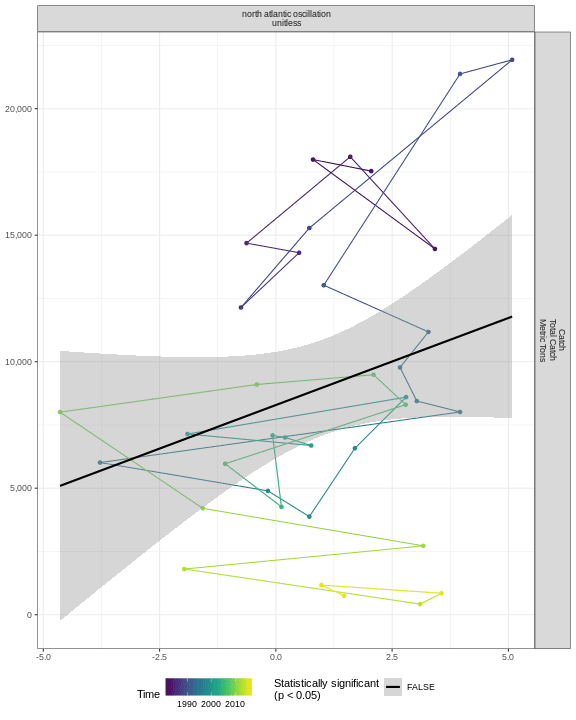 north atlantic oscillation
unitless
20,000
15,000
10,000
5,000
0
Catch
Total Catch
Metric Tons
-5.0
-2.5
0.0
2.5
5.0
Time
1990 2000 2010
Statistically significant
(p < 0.05)
FALSE